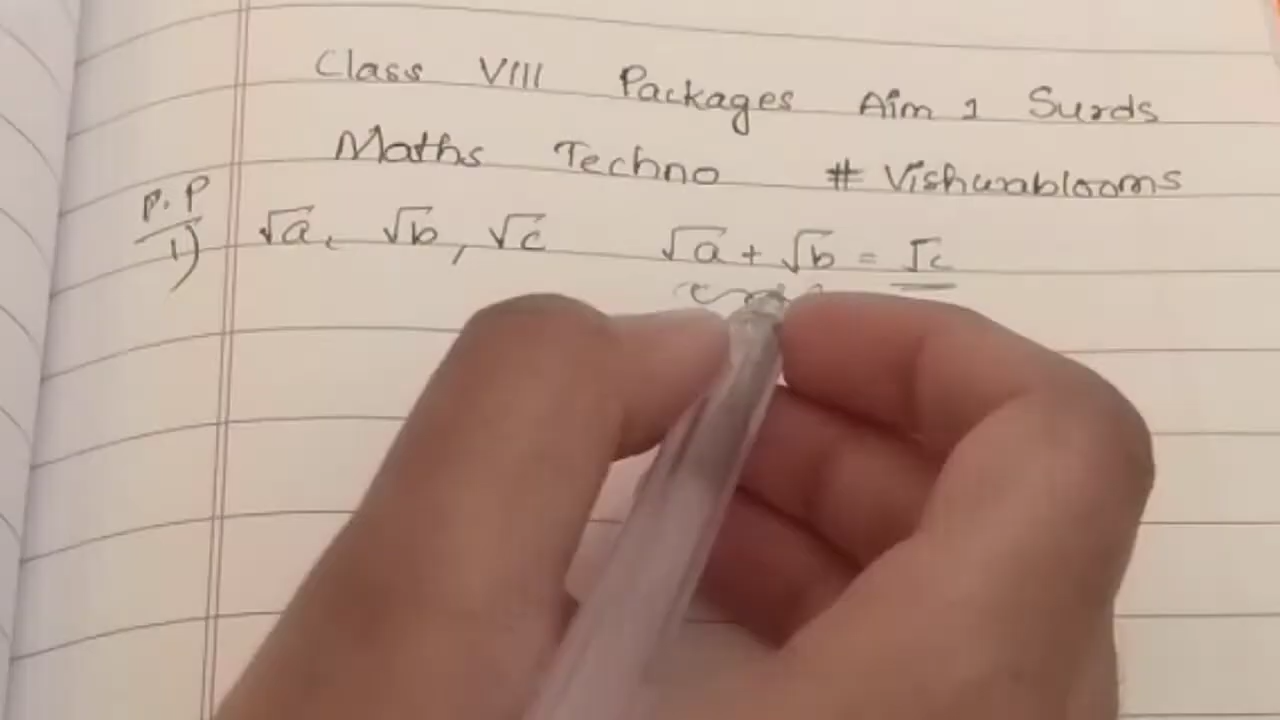 Class VIII Packages Aim 1 Surds
Maths Techno # Vishwablooms
P.P
1) √a, √b, √c √a + √b = √c